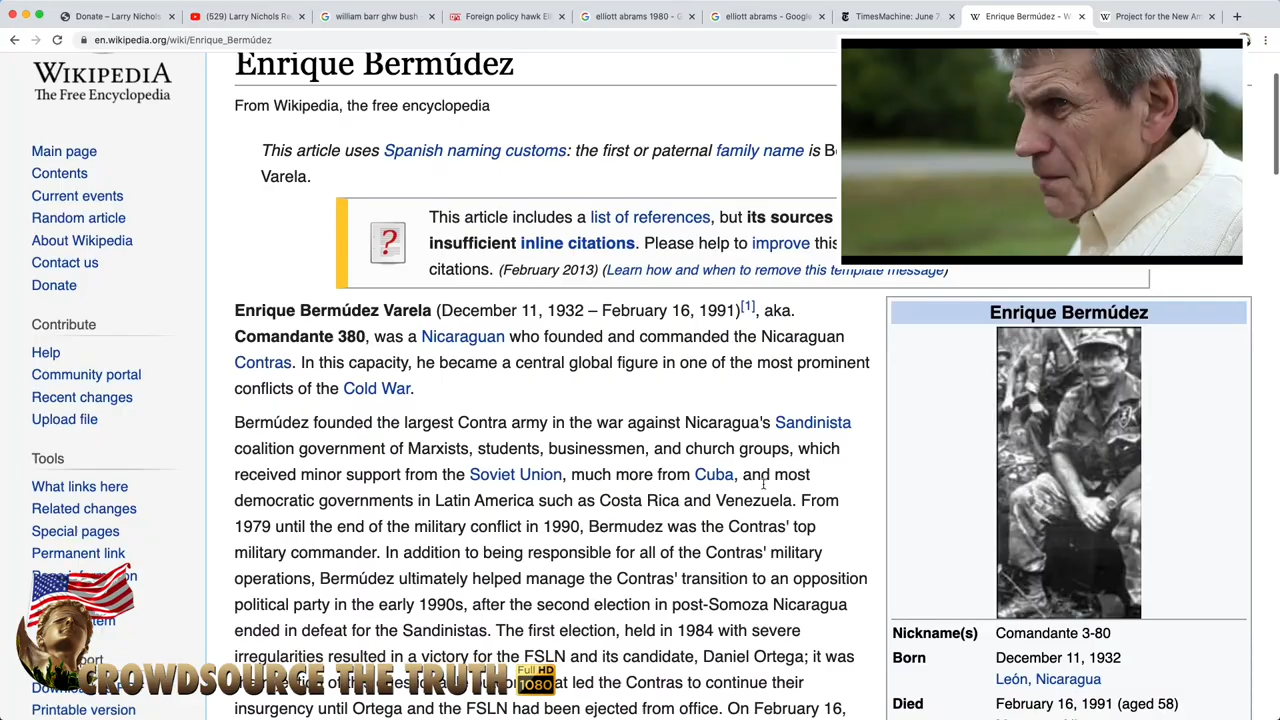 Donate – Larry Nichols
(529) Larry Nichols Re
william barr ghw bush
Foreign policy hawk El
elliott abrams 1980 - G
elliott abrams - Google
TimesMachine: June 7
Enrique Bermúdez - W
Project for the New Am
en.wikipedia.org/wiki/Enrique_Bermúdez
WIKIPEDIA
The Free Encyclopedia
Main page
Contents
Current events
Random article
About Wikipedia
Contact us
Donate
Contribute
Help
Community portal
Recent changes
Upload file
Tools
What links here
Related changes
Special pages
Permanent link
Printable version
Enrique Bermúdez
From Wikipedia, the free encyclopedia
This article uses Spanish naming customs: the first or paternal family name is B
Varela.
This article includes a list of references, but its sources
insufficient inline citations. Please help to improve this
citations. (February 2013) (Learn how and when to remove this template message)
Enrique Bermúdez Varela (December 11, 1932 – February 16, 1991)[1], aka.
Comandante 380, was a Nicaraguan who founded and commanded the Nicaraguan
Contras. In this capacity, he became a central global figure in one of the most prominent
conflicts of the Cold War.
Bermúdez founded the largest Contra army in the war against Nicaragua's Sandinista
coalition government of Marxists, students, businessmen, and church groups, which
received minor support from the Soviet Union, much more from Cuba, and most
democratic governments in Latin America such as Costa Rica and Venezuela. From
1979 until the end of the military conflict in 1990, Bermudez was the Contras' top
military commander. In addition to being responsible for all of the Contras' military
operations, Bermúdez ultimately helped manage the Contras' transition to an opposition
political party in the early 1990s, after the second election in post-Somoza Nicaragua
ended in defeat for the Sandinistas. The first election, held in 1984 with severe
irregularities resulted in a victory for the FSLN and its candidate, Daniel Ortega; it was
that led the Contras to continue their
insurgency until Ortega and the FSLN had been ejected from office. On February 16,
Enrique Bermúdez
Nickname(s) Comandante 3-80
Born December 11, 1932
León, Nicaragua
Died February 16, 1991 (aged 58)
CROWDSOURCE THE TRUTH
Full HD
1080